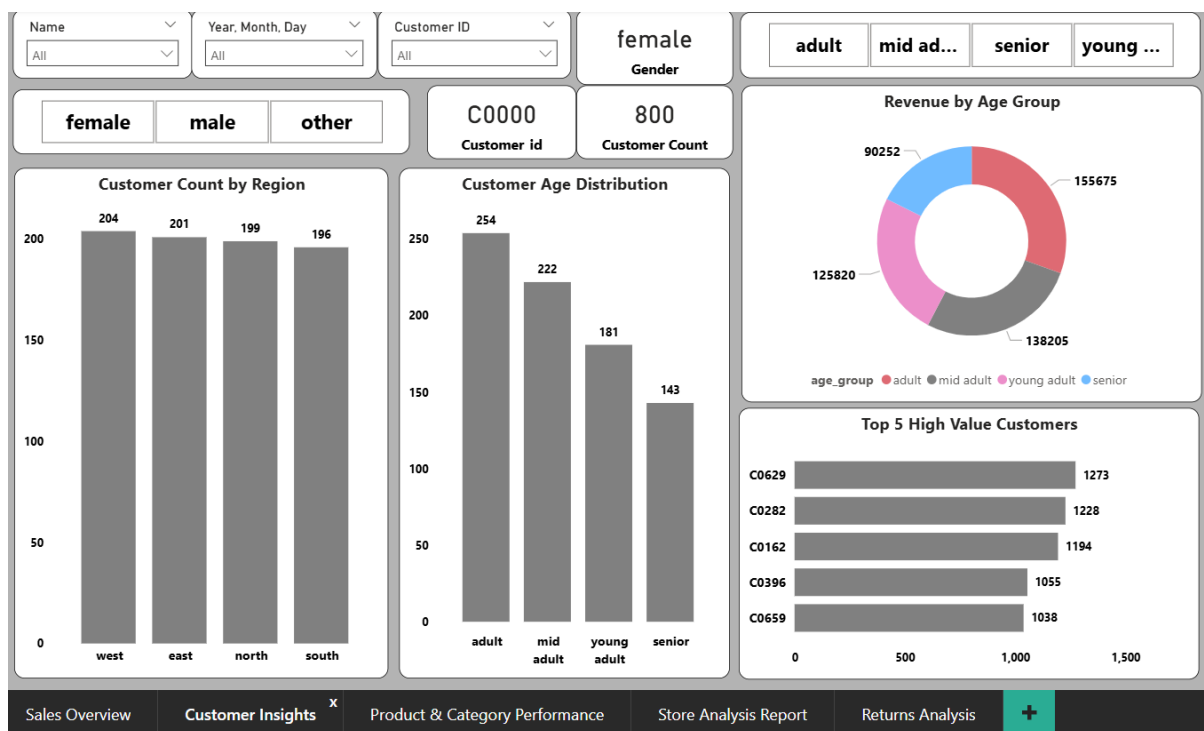 Name
All
Year, Month, Day
All
Customer ID
All
female
Gender
adult
mid ad...
senior
young ...
female
male
other
C0000
Customer id
800
Customer Count
Customer Count by Region
204
201
199
196
200
150
100
50
0
west
east
north
south
Customer Age Distribution
254
222
181
143
250
200
150
100
50
0
adult
mid
adult
young
adult
senior
Revenue by Age Group
90252
155675
125820
138205
age_group adult mid adult young adult senior
Top 5 High Value Customers
C0629 1273
C0282 1228
C0162 1194
C0396 1055
C0659 1038
0 500 1,000 1,500
Sales Overview
Customer Insights x
Product & Category Performance
Store Analysis Report
Returns Analysis
+